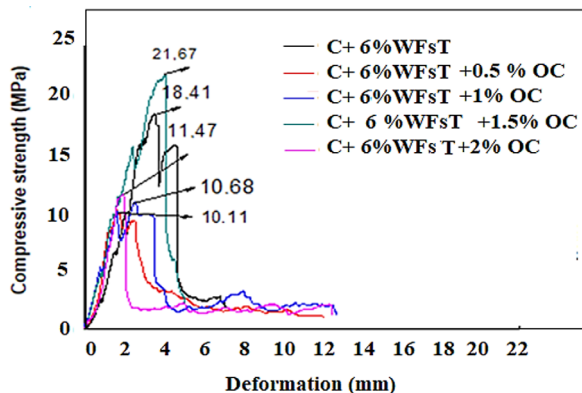 Compressive strength (MPa)
25
20
15
10
5
0
21.67
18.41
11.47
10.68
10.11
C+ 6%WFsT
C+ 6%WFsT +0.5 % OC
C+ 6%WFsT +1% OC
C+ 6 %WFsT +1.5% OC
C+ 6%WFs T+2% OC
0 2 4 6 8 10 12 14 16 18 20 22
Deformation (mm)